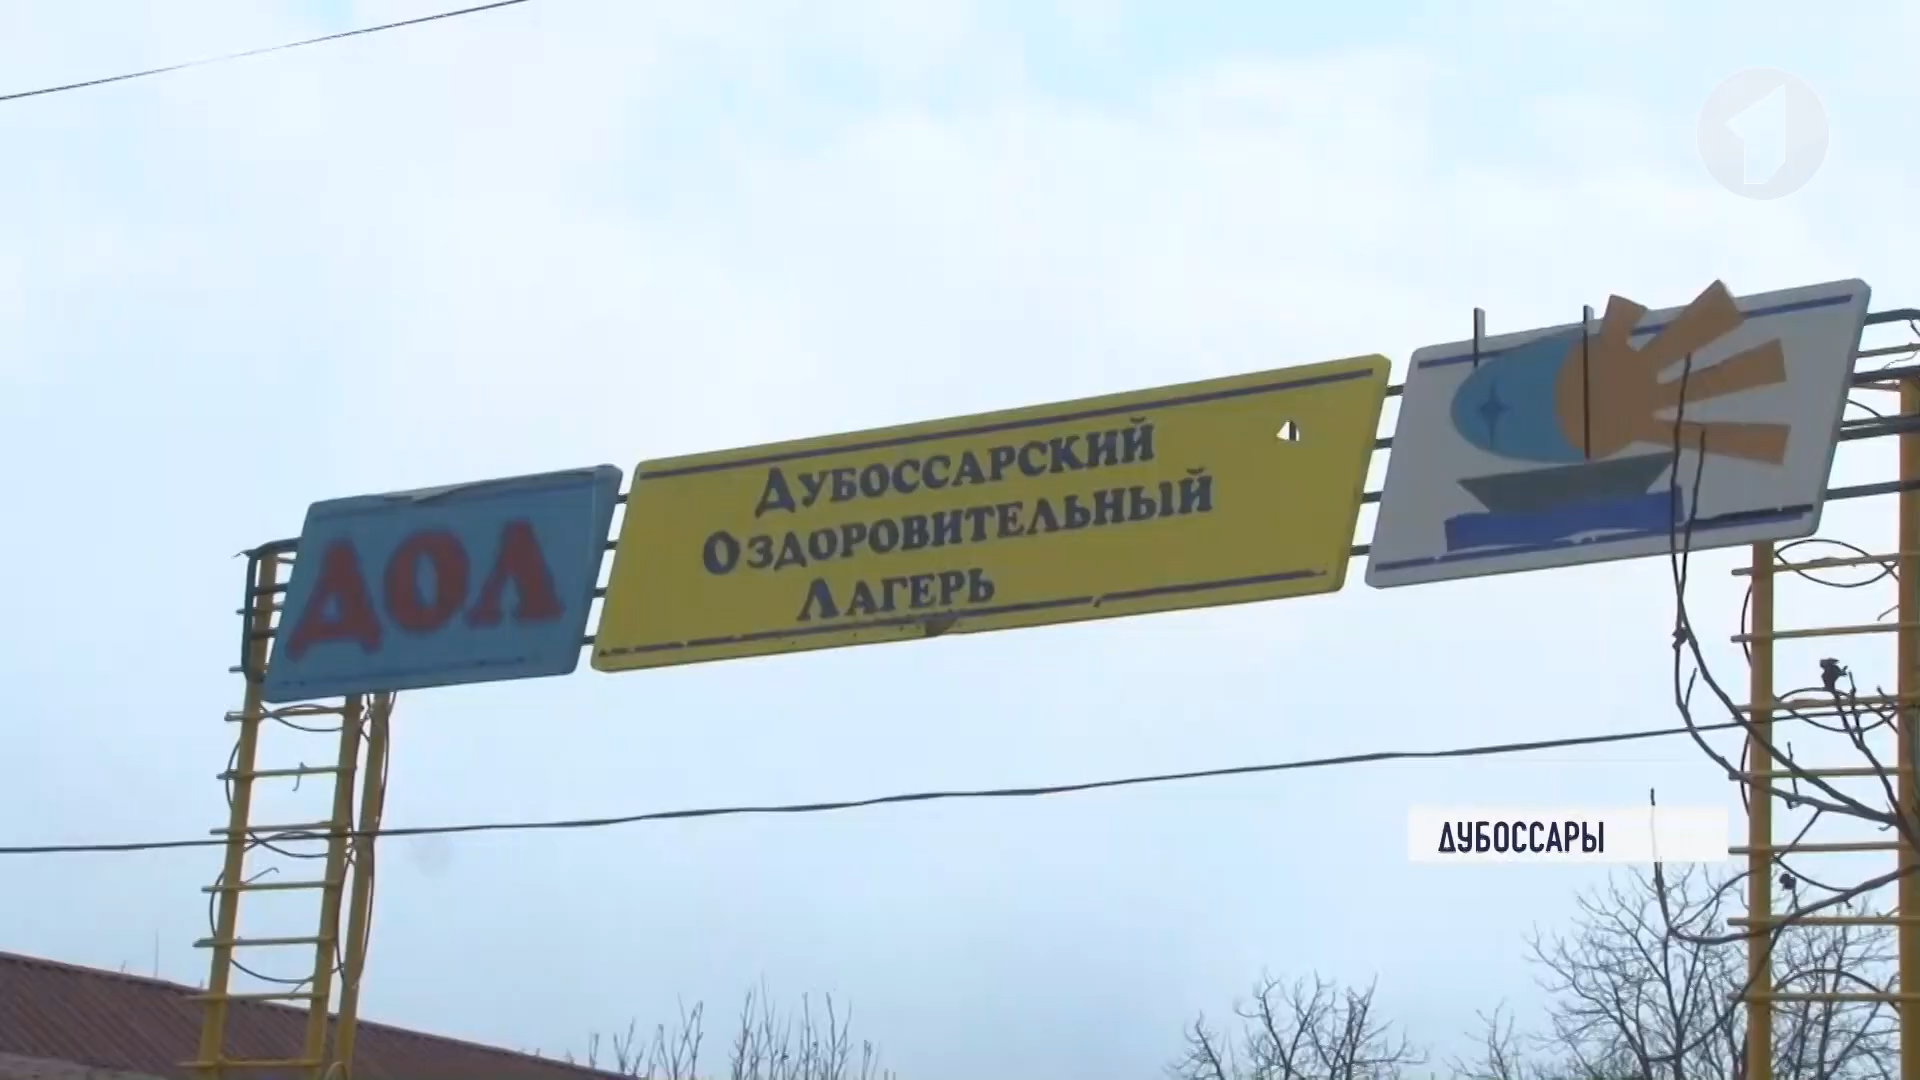 ДОЛ
Дубоссарский
Оздоровительный
Лагерь
ДУБОССАРЫ